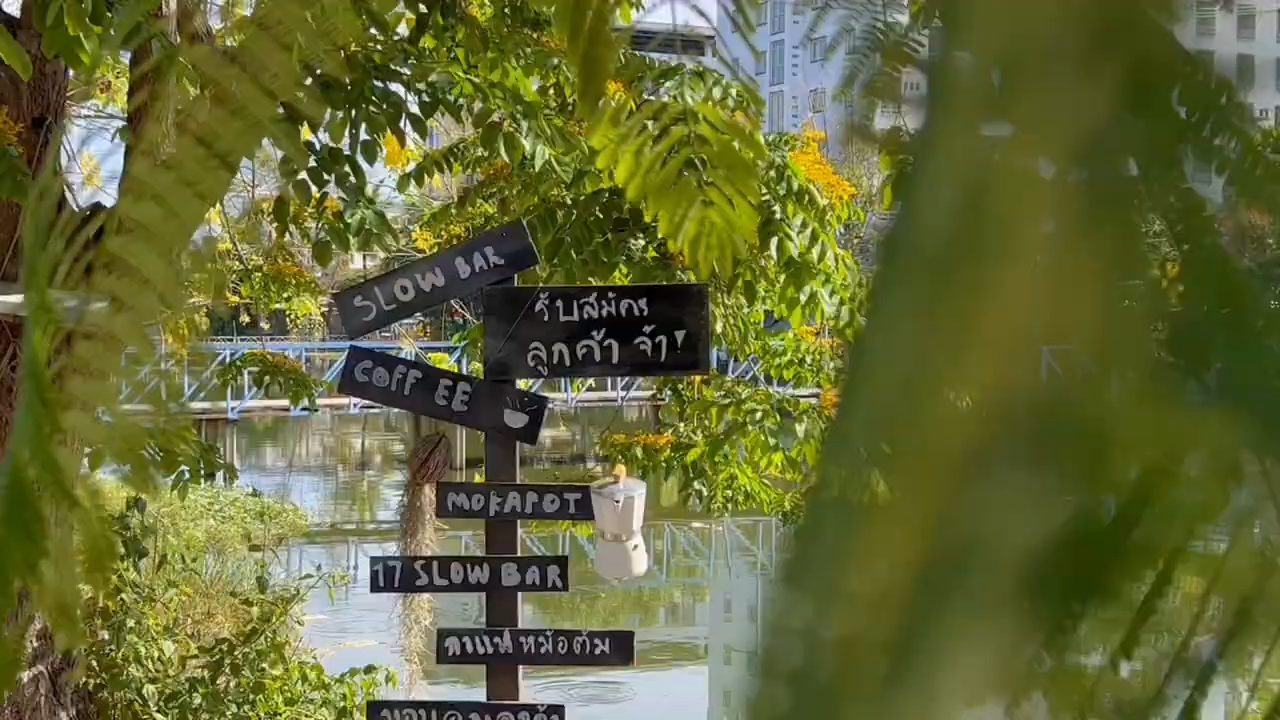 SLOW BAR
รับสมัคร
ลูกค้า จ้า!
COFF EE
MOKAPOT
17 SLOW BAR
กาแฟหม้อต้ม